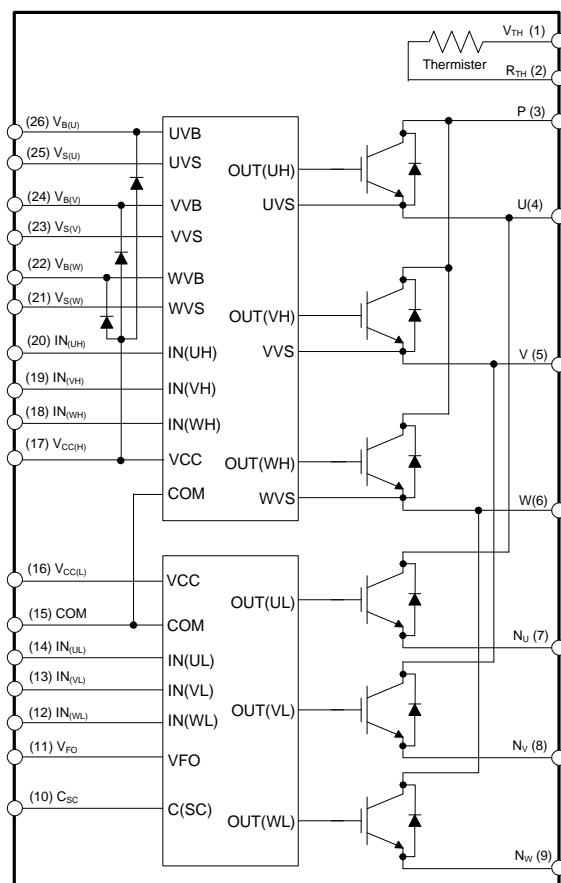 VTH (1)
Thermister
RTH (2)
P (3)
(26) VB(U)
UVB
(25) VS(U)
UVS
OUT(UH)
(24) VB(V)
VVB
UVS
U(4)
(23) VS(V)
VVS
(22) VB(W)
WVB
(21) VS(W)
WVS
OUT(VH)
(20) IN(UH)
IN(UH)
VVS
V (5)
(19) IN(VH)
IN(VH)
(18) IN(WH)
IN(WH)
(17) VCC(H)
VCC
OUT(WH)
COM
WVS
W(6)
(16) VCC(L)
VCC
OUT(UL)
(15) COM
COM
(14) IN(UL)
IN(UL)
NU (7)
(13) IN(VL)
IN(VL)
(12) IN(WL)
IN(WL)
OUT(VL)
(11) VFO
VFO
NV (8)
(10) CSC
C(SC)
OUT(WL)
NW (9)